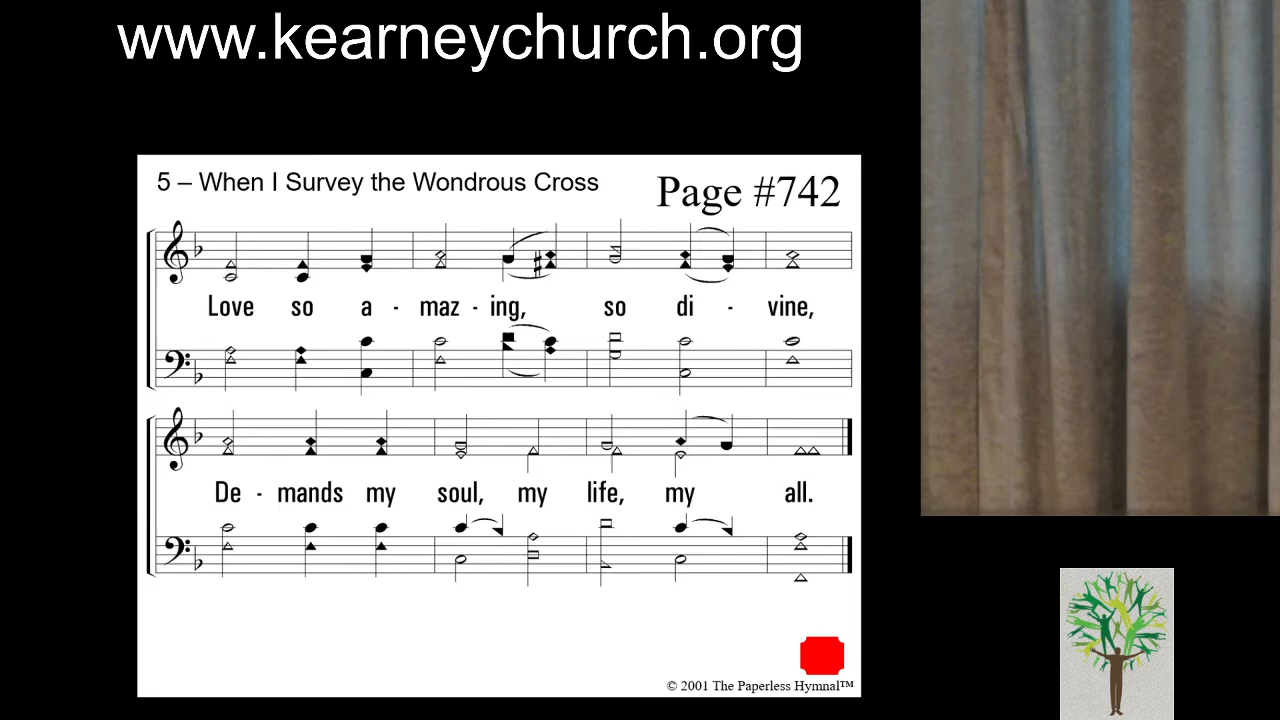 www.kearneychurch.org
5 – When I Survey the Wondrous Cross
Page #742
Love so a - maz - ing, so di - vine,
De - mands my soul, my life, my all.
© 2001 The Paperless Hymnal™